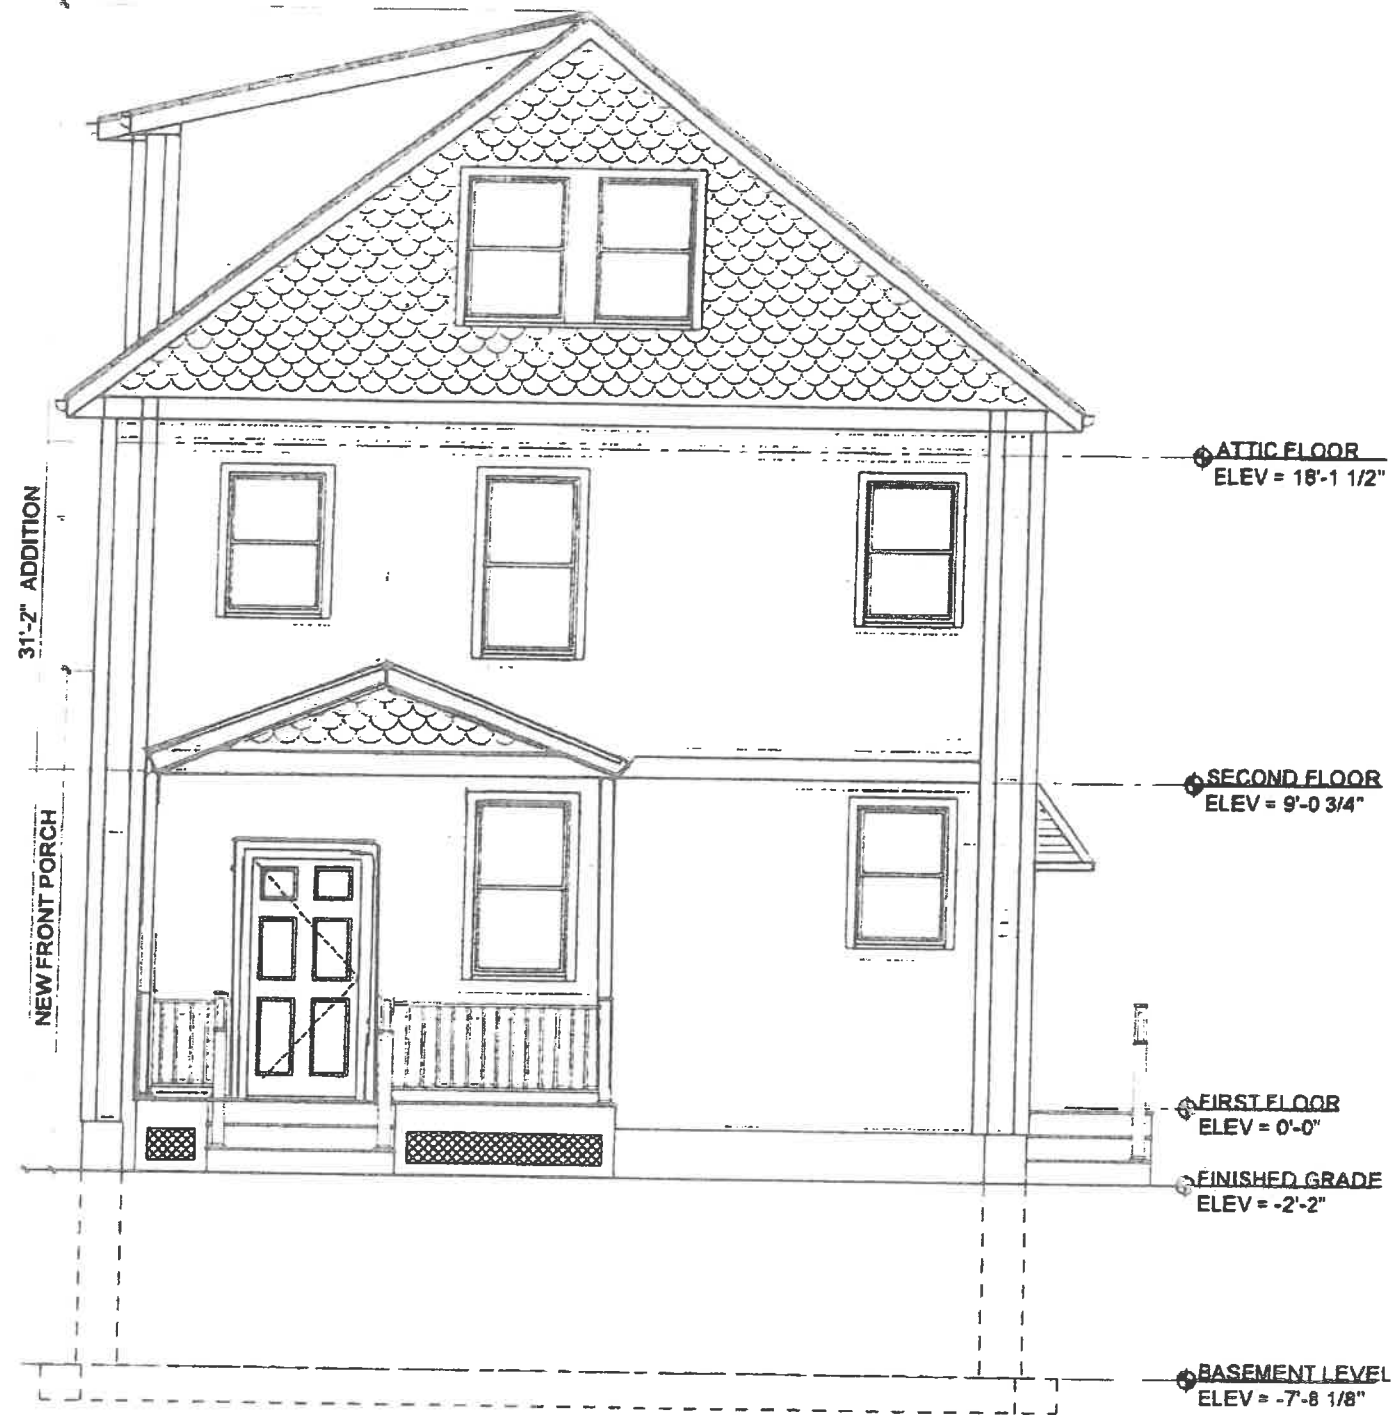 ATTIC FLOOR
ELEV = 18'-1 1/2"
31'-2" ADDITION
SECOND FLOOR
ELEV = 9'-0 3/4"
NEW FRONT PORCH
FIRST FLOOR
ELEV = 0'-0"
FINISHED GRADE
ELEV = -2'-2"
BASEMENT LEVEL
ELEV = -7'-8 1/8"